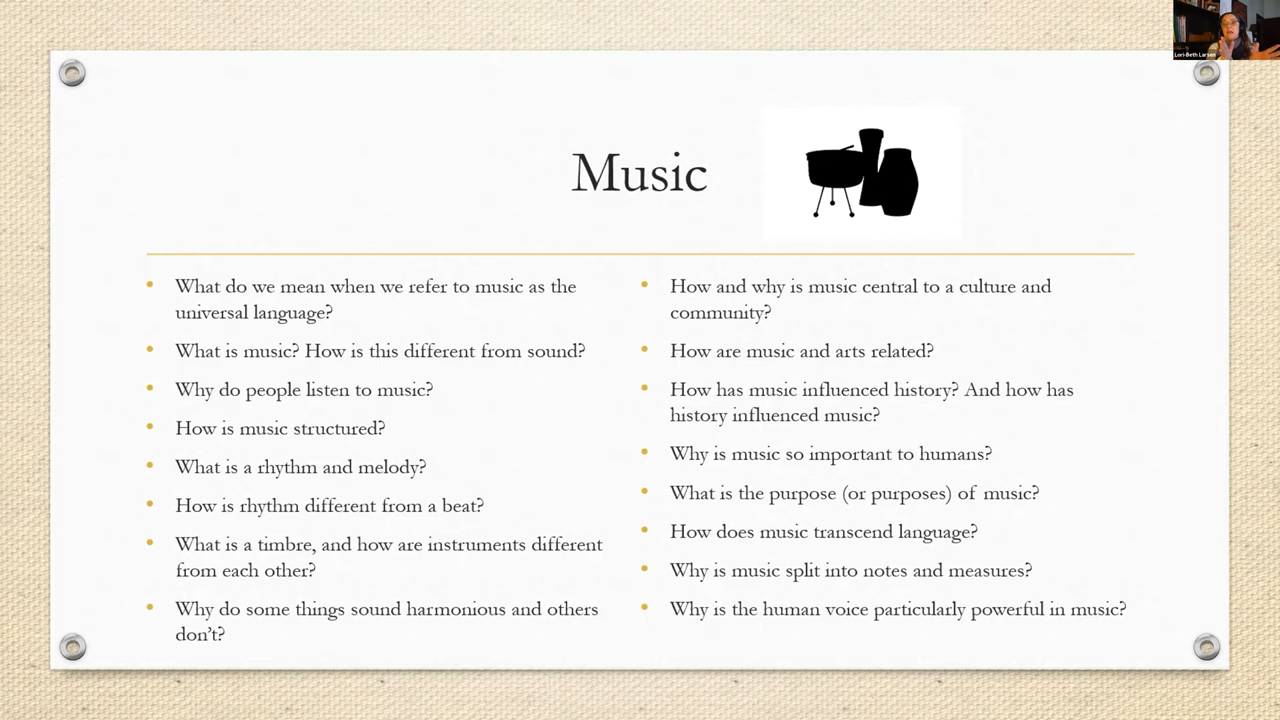 Lori-Beth Larsen
Music
What do we mean when we refer to music as the
universal language?
What is music? How is this different from sound?
Why do people listen to music?
How is music structured?
What is a rhythm and melody?
How is rhythm different from a beat?
What is a timbre, and how are instruments different
from each other?
Why do some things sound harmonious and others
don't?
How and why is music central to a culture and
community?
How are music and arts related?
How has music influenced history? And how has
history influenced music?
Why is music so important to humans?
What is the purpose (or purposes) of music?
How does music transcend language?
Why is music split into notes and measures?
Why is the human voice particularly powerful in music?